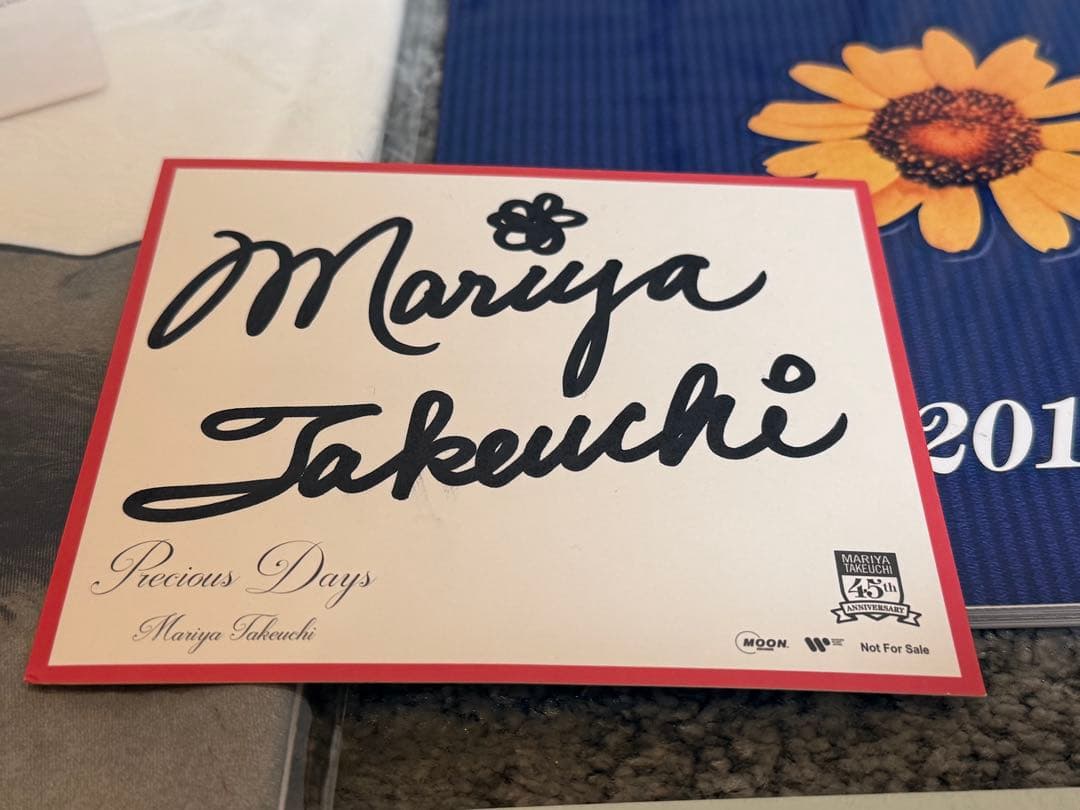 Mariya
Takeuchi
Precious Days
Mariya Takeuchi
MARIYA
TAKEUCHI
45th
ANNIVERSARY
MOON
Not For Sale
201